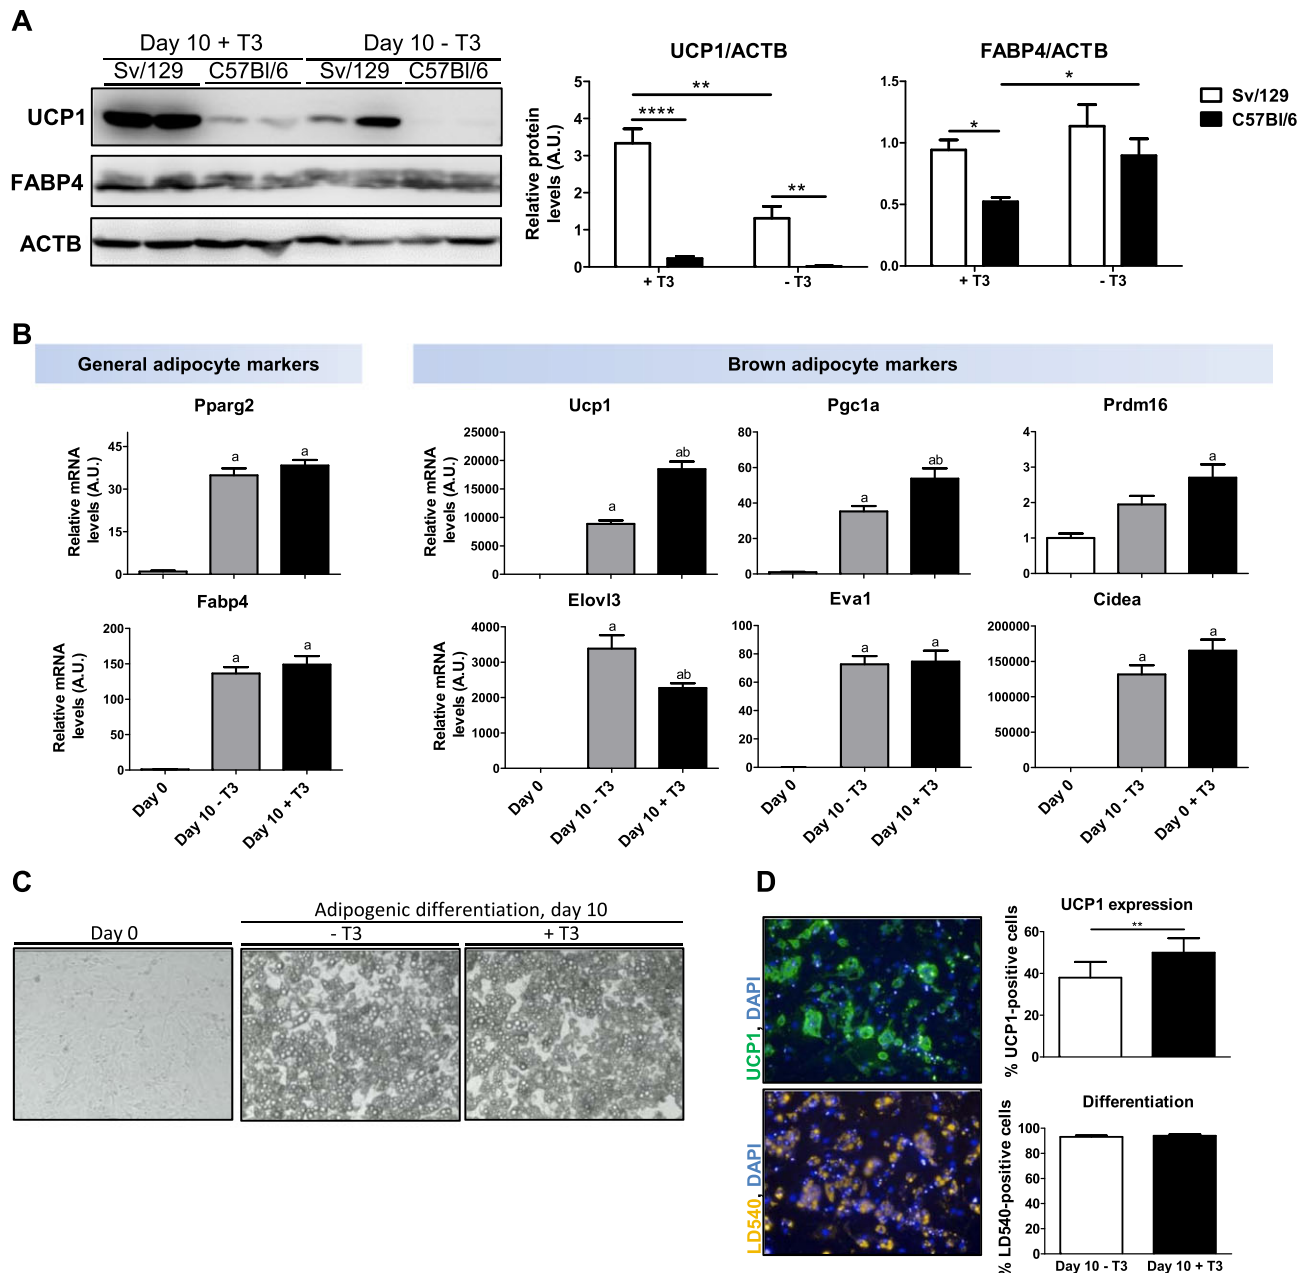 A
Day 10 + T3
Day 10 - T3
Sv/129
C57Bl/6
Sv/129
C57Bl/6
UCP1
FABP4
ACTB
UCP1/ACTB
Relative protein
levels (A.U.)
5
4
3
2
1
0
**
****
**
+ T3
- T3
FABP4/ACTB
1.5
1.0
0.5
0.0
*
*
+ T3
- T3
Sv/129
C57Bl/6
B
General adipocyte markers
Brown adipocyte markers
Pparg2
Relative mRNA
levels (A.U.)
45
30
15
0
a
a
Ucp1
Relative mRNA
levels (A.U.)
25000
20000
15000
10000
5000
0
a
ab
Pgc1a
80
60
40
20
0
a
ab
Prdm16
4
3
2
1
0
a
Fabp4
Relative mRNA
levels (A.U.)
200
150
100
50
0
a
a
Day 0
Day 10 - T3
Day 10 + T3
Elovl3
Relative mRNA
levels (A.U.)
4000
3000
2000
1000
0
a
ab
Day 0
Day 10 - T3
Day 10 + T3
Eva1
100
80
60
40
20
0
a
a
Day 0
Day 10 - T3
Day 10 + T3
Cidea
200000
150000
100000
50000
0
a
a
Day 0
Day 10 - T3
Day 0 + T3
C
Adipogenic differentiation, day 10
Day 0
- T3
+ T3
D
UCP1, DAPI
LD540, DAPI
UCP1 expression
% UCP1-positive cells
60
40
20
0
**
Differentiation
% LD540-positive cells
100
80
60
40
20
0
Day 10 - T3
Day 10 + T3